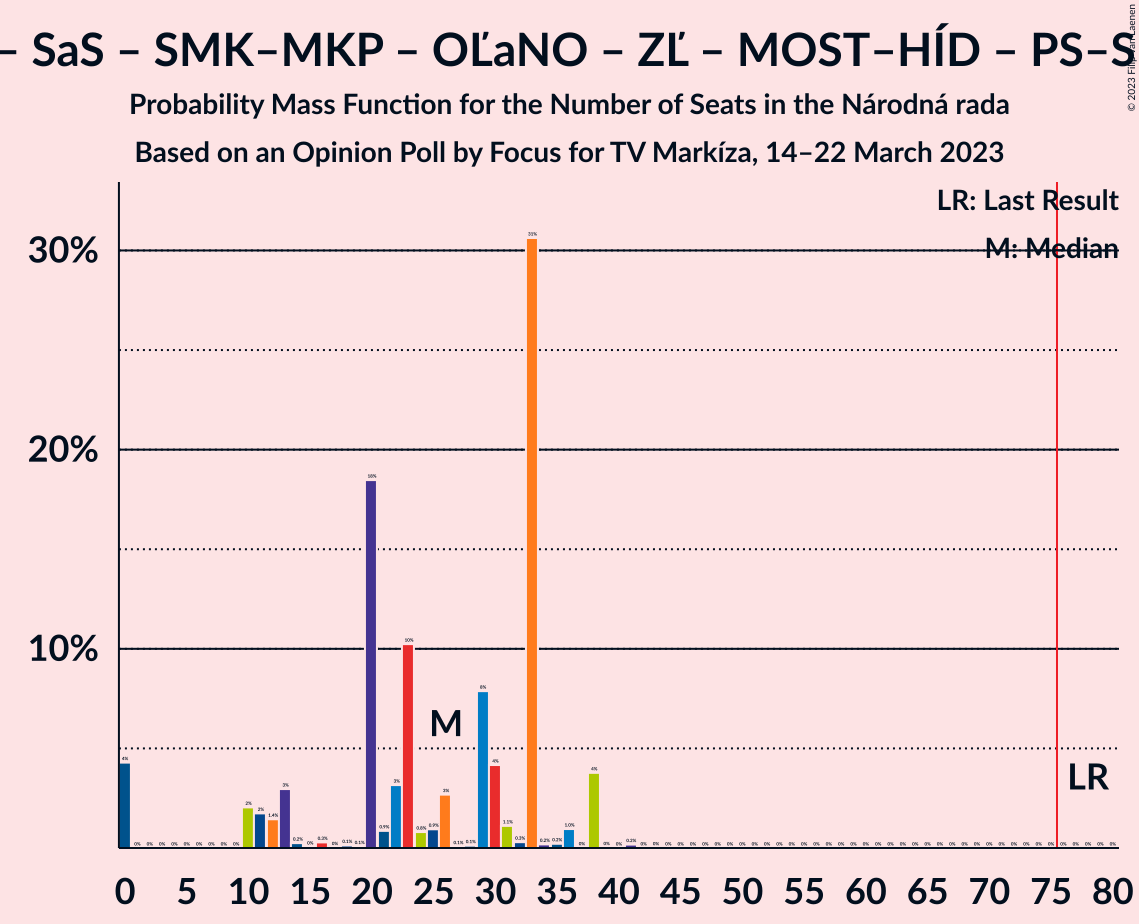 – SaS – SMK–MKP – OĽaNO – ZĽ – MOST–HÍD – PS–S
Probability Mass Function for the Number of Seats in the Národná rada
Based on an Opinion Poll by Focus for TV Markíza, 14–22 March 2023
© 2023 Filip van Laenen
LR: Last Result
M: Median
30%
20%
10%
M
LR
0 5 10 15 20 25 30 35 40 45 50 55 60 65 70 75 80